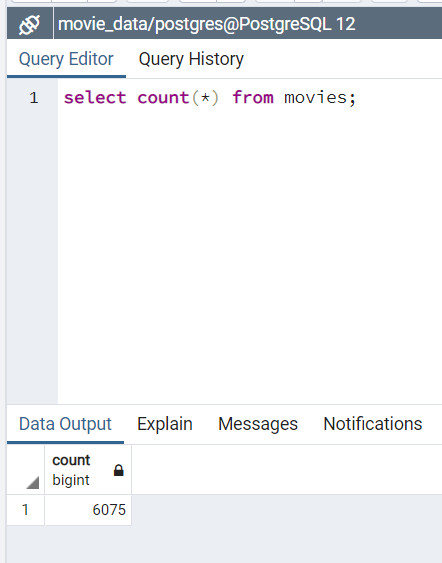 movie_data/postgres@PostgreSQL 12
Query Editor Query History
1 select count(*) from movies;
Data Output Explain Messages Notifications
count
bigint
1 6075